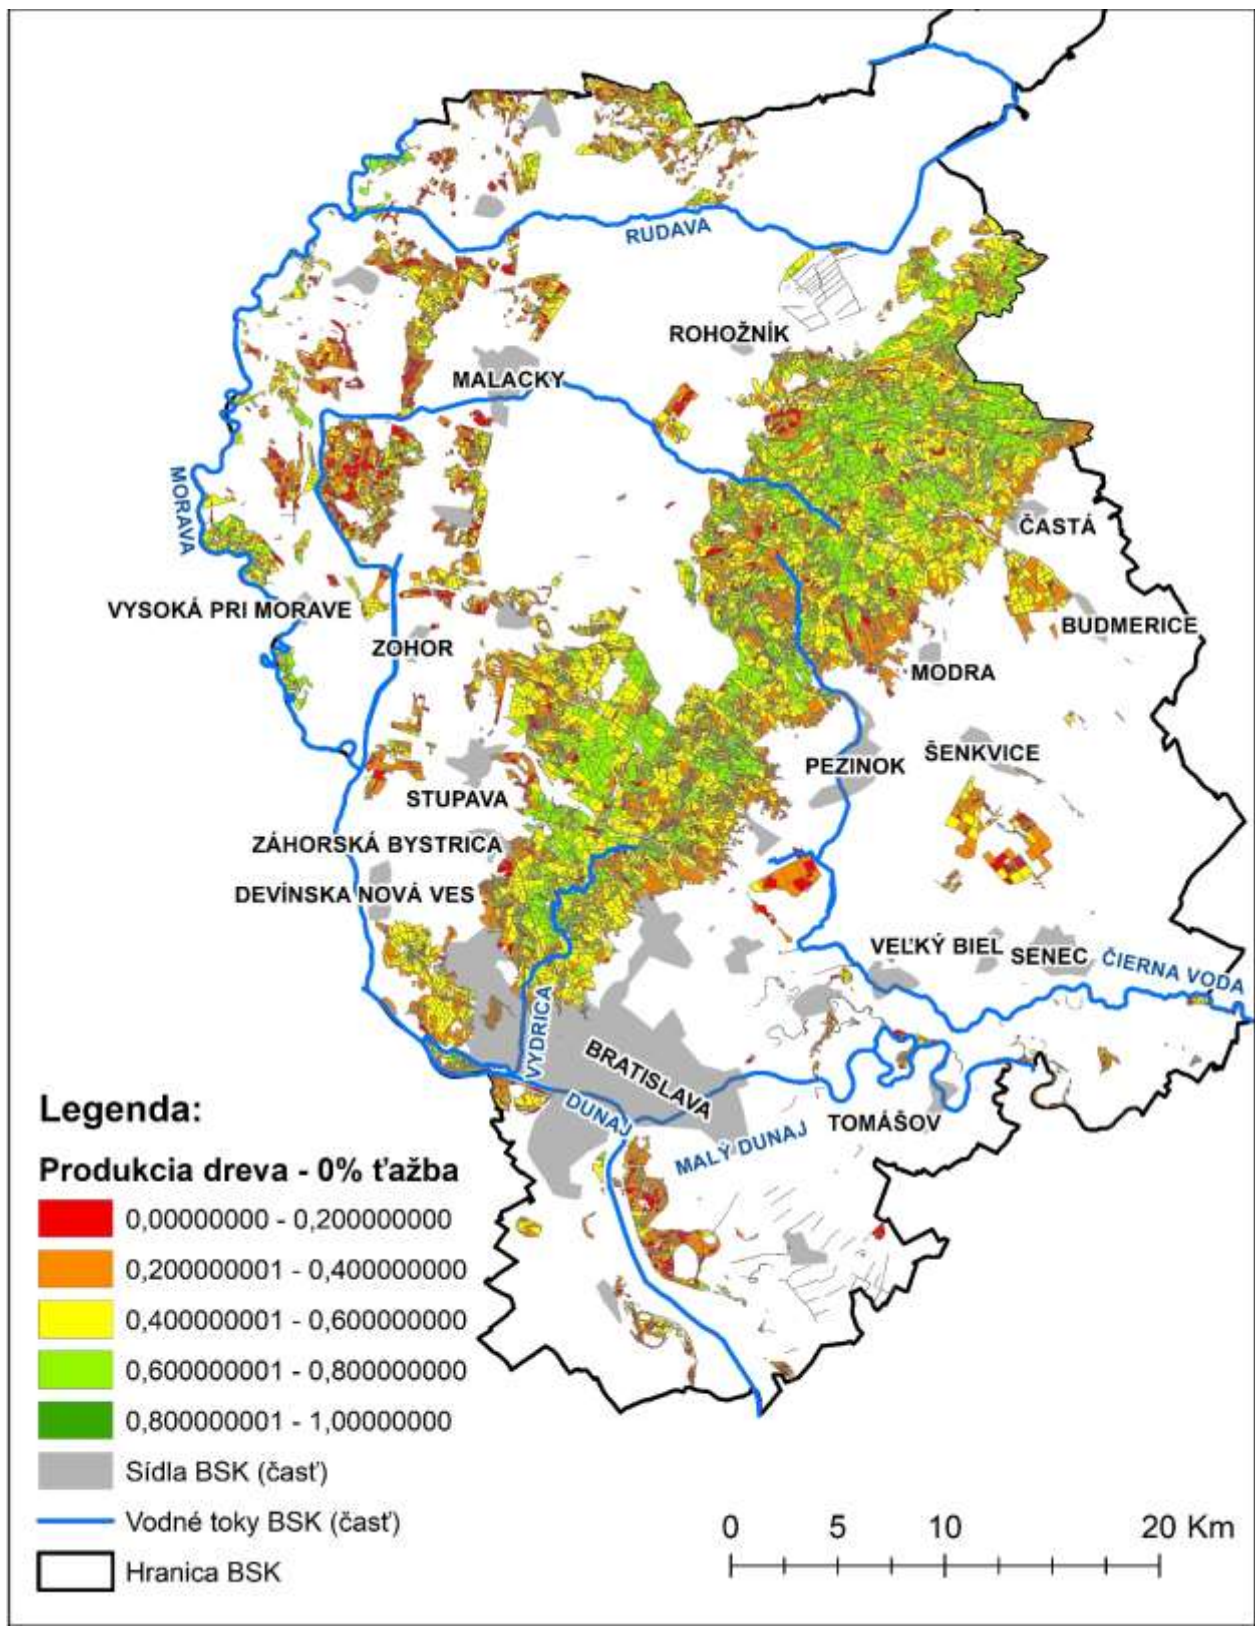 RUDAVA
ROHOŽNÍK
MALACKY
MORAVA
ČASTÁ
VYSOKÁ PRI MORAVE
BUDMERICE
ZOHOR
MODRA
PEZINOK
ŠENKVICE
STUPAVA
ZÁHORSKÁ BYSTRICA
DEVÍNSKA NOVÁ VES
VEĽKÝ BIEL
SENEC
ČIERNA VODA
VYDRICA
BRATISLAVA
DUNAJ
MALÝ DUNAJ
TOMÁŠOV
Legenda:
Produkcia dreva - 0% ťažba
0,00000000 - 0,200000000
0,200000001 - 0,400000000
0,400000001 - 0,600000000
0,600000001 - 0,800000000
0,800000001 - 1,00000000
Sídla BSK (časť)
Vodné toky BSK (časť)
Hranica BSK
0 5 10 20 Km